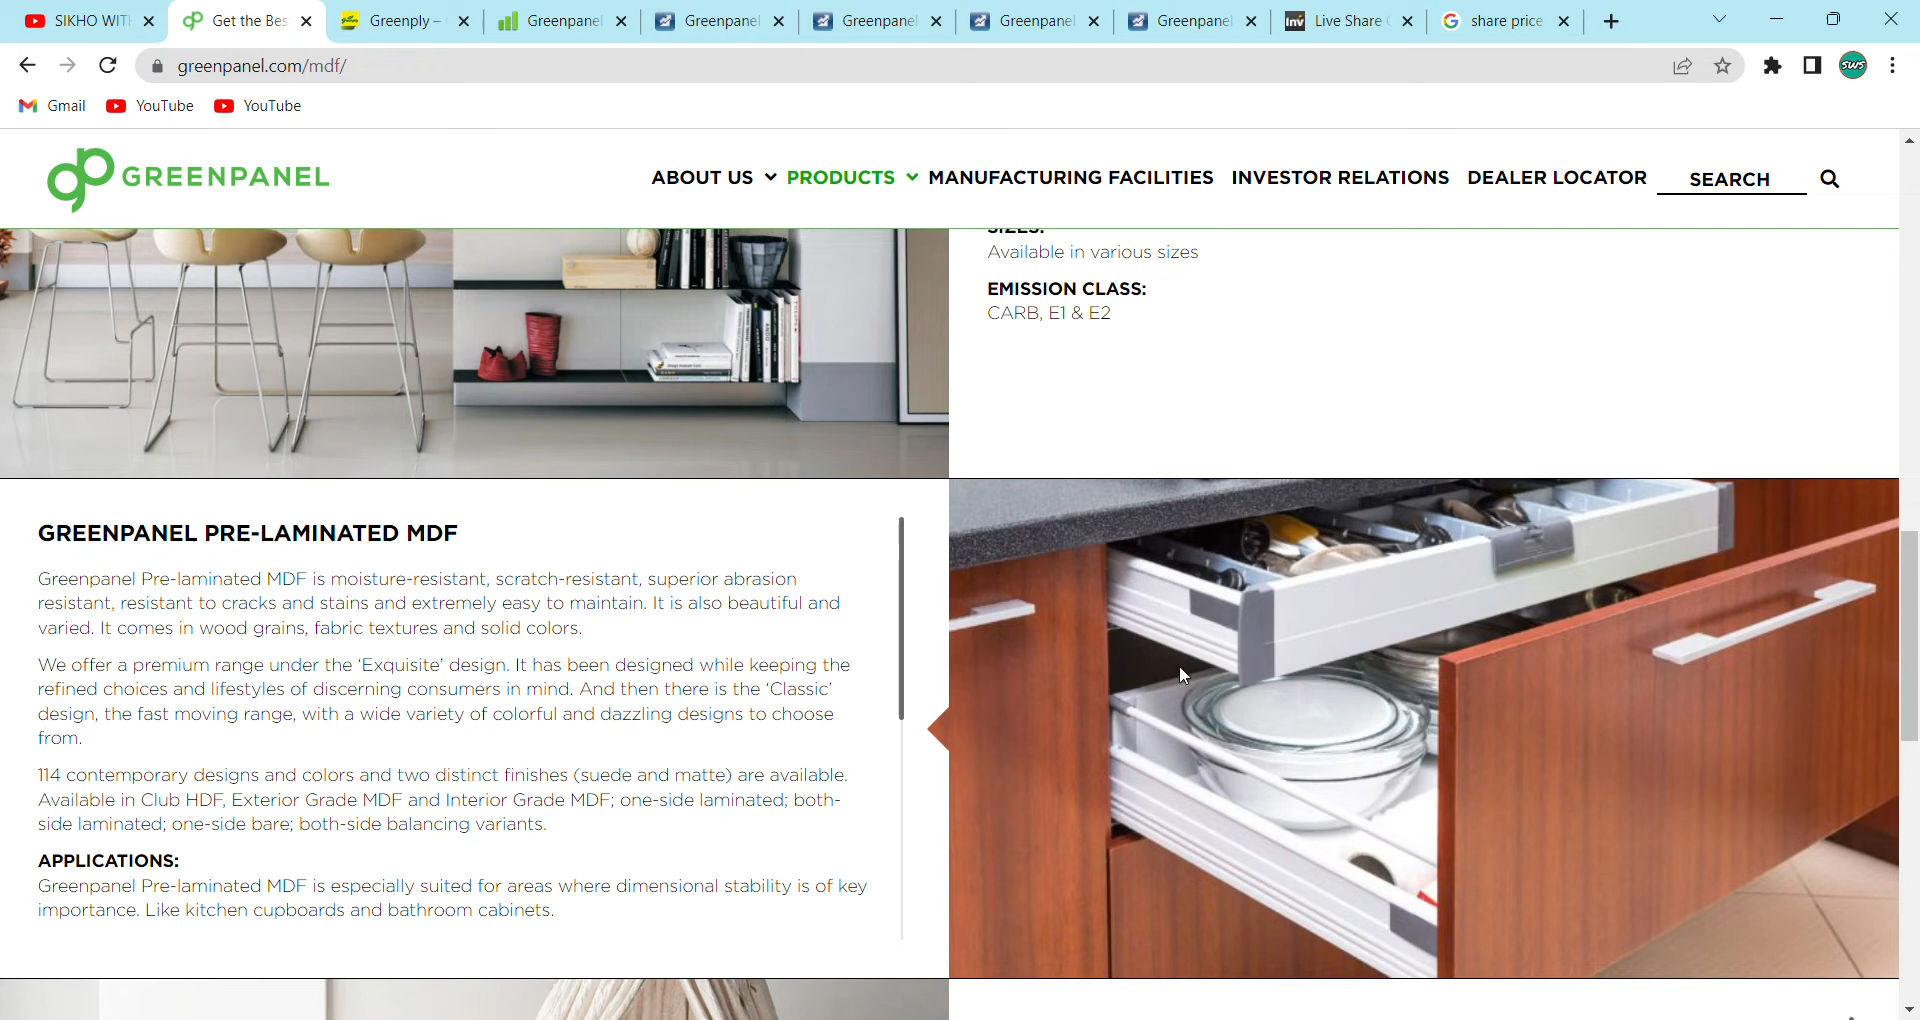 SIKHO WIT
Get the Bes
Greenply –
Greenpanel
Greenpanel
Greenpanel
Greenpanel
Greenpanel
Live Share
share price
greenpanel.com/mdf/
SWS
Gmail
YouTube
YouTube
GREENPANEL
ABOUT US
PRODUCTS
MANUFACTURING FACILITIES
INVESTOR RELATIONS
DEALER LOCATOR
SEARCH
SIZES:
Available in various sizes
EMISSION CLASS:
CARB, E1 & E2
GREENPANEL PRE-LAMINATED MDF
Greenpanel Pre-laminated MDF is moisture-resistant, scratch-resistant, superior abrasion
resistant, resistant to cracks and stains and extremely easy to maintain. It is also beautiful and
varied. It comes in wood grains, fabric textures and solid colors.
We offer a premium range under the ‘Exquisite’ design. It has been designed while keeping the
refined choices and lifestyles of discerning consumers in mind. And then there is the ‘Classic’
design, the fast moving range, with a wide variety of colorful and dazzling designs to choose
from.
114 contemporary designs and colors and two distinct finishes (suede and matte) are available.
Available in Club HDF, Exterior Grade MDF and Interior Grade MDF; one-side laminated; both-
side laminated; one-side bare; both-side balancing variants.
APPLICATIONS:
Greenpanel Pre-laminated MDF is especially suited for areas where dimensional stability is of key
importance. Like kitchen cupboards and bathroom cabinets.